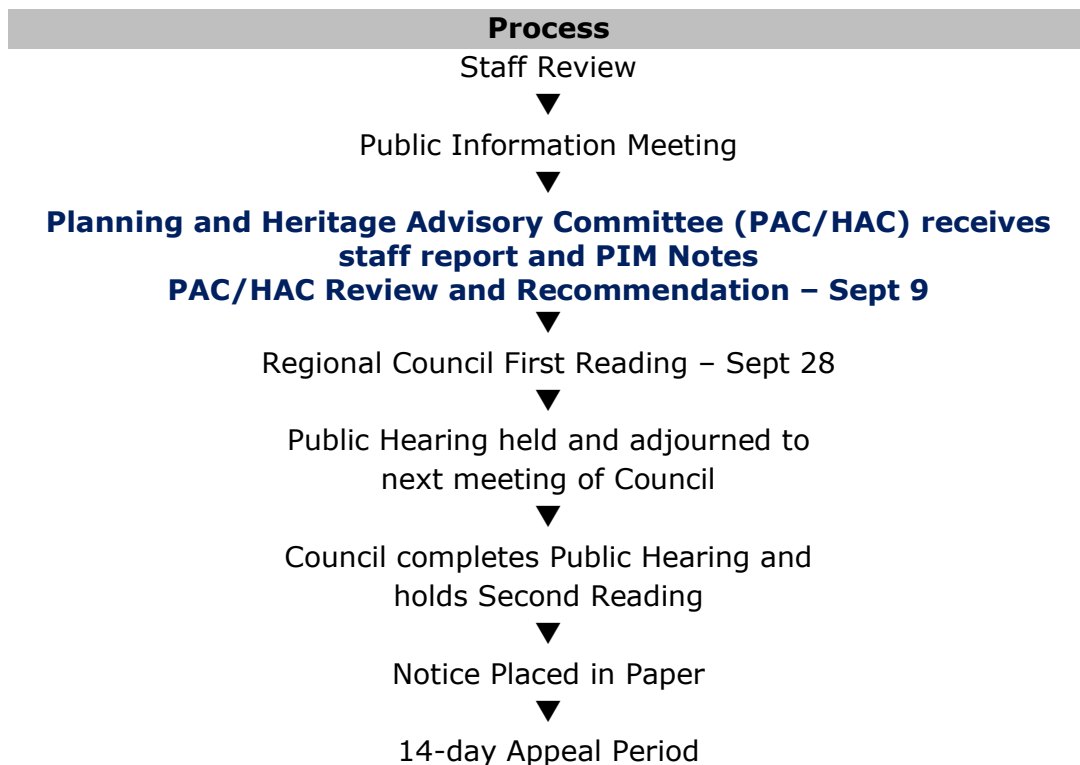 Process
Staff Review
Public Information Meeting
Planning and Heritage Advisory Committee (PAC/HAC) receives
staff report and PIM Notes
PAC/HAC Review and Recommendation – Sept 9
Regional Council First Reading – Sept 28
Public Hearing held and adjourned to
next meeting of Council
Council completes Public Hearing and
holds Second Reading
Notice Placed in Paper
14-day Appeal Period